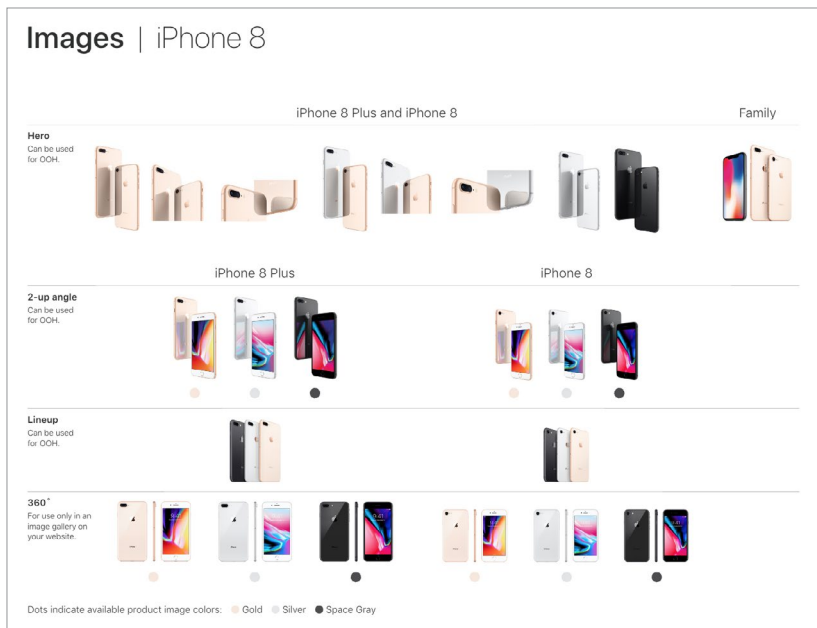 Images | iPhone 8
iPhone 8 Plus and iPhone 8
Family
Hero
Can be used
for OOH.
iPhone 8 Plus
iPhone 8
2-up angle
Can be used
for OOH.
Lineup
Can be used
for OOH.
360°
For use only in an
image gallery on
your website.
Dots indicate available product image colors: Gold Silver Space Gray